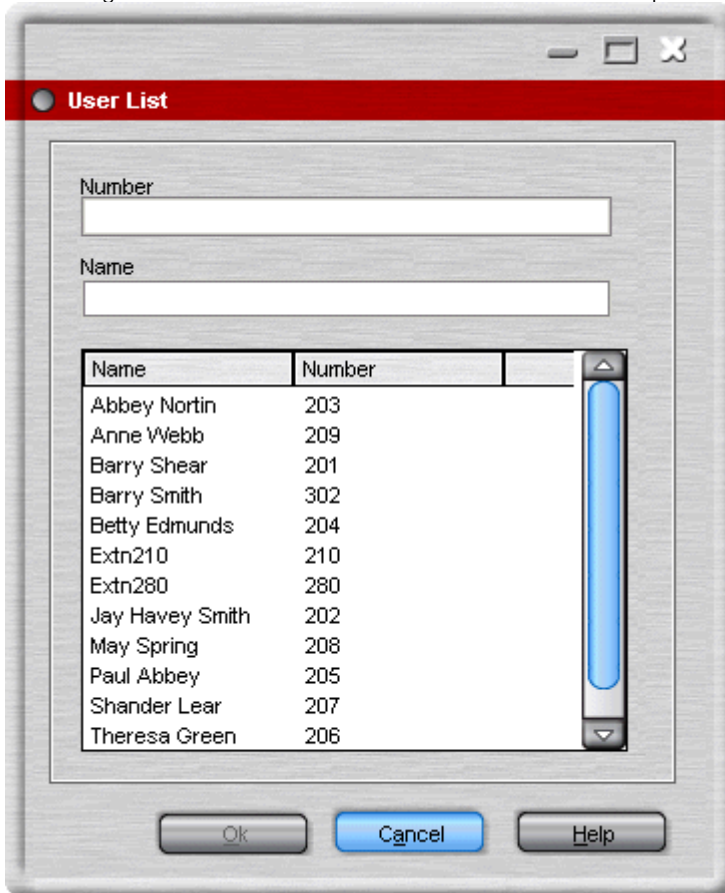 User List
Number
Name
Name Number
Abbey Nortin 203
Anne Webb 209
Barry Shear 201
Barry Smith 302
Betty Edmunds 204
Extn210 210
Extn280 280
Jay Havey Smith 202
May Spring 208
Paul Abbey 205
Shander Lear 207
Theresa Green 206
Ok Cancel Help